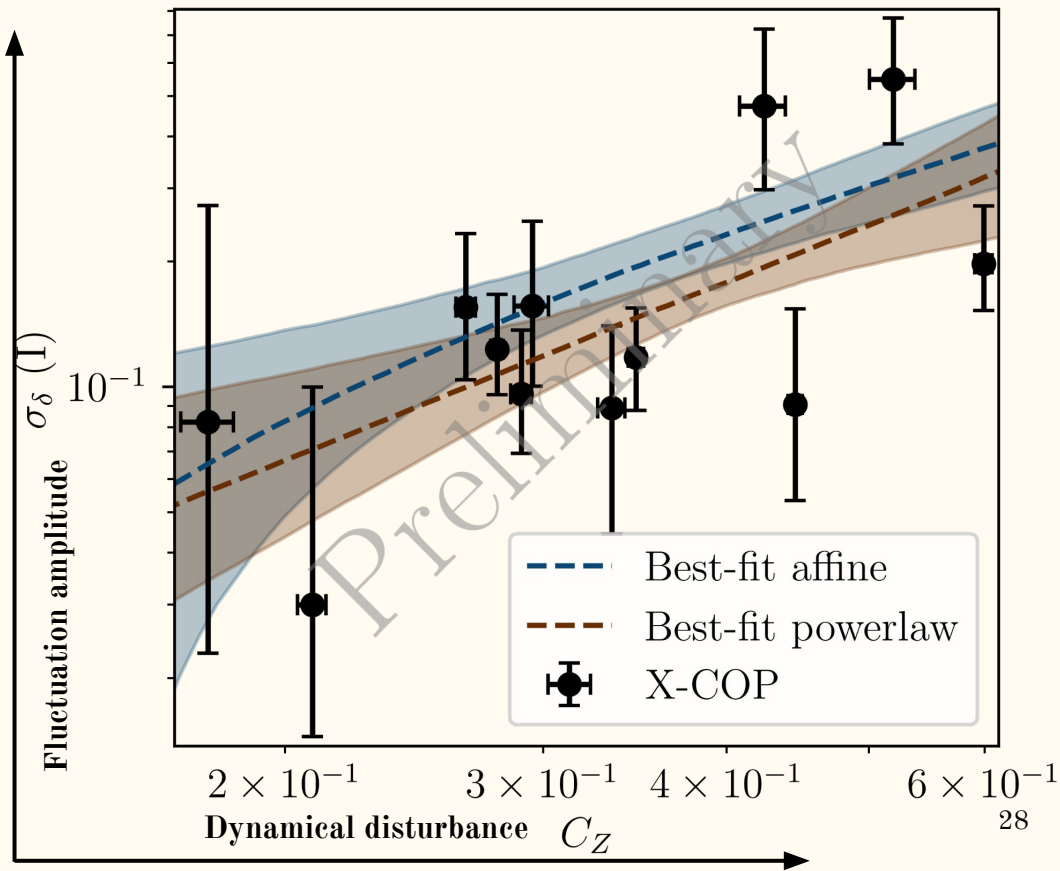 σ_δ (I)
Fluctuation amplitude
10⁻¹
Preliminary
Best-fit affine
Best-fit powerlaw
X-COP
2 × 10⁻¹
3 × 10⁻¹
4 × 10⁻¹
6 × 10⁻¹
Dynamical disturbance C_Z
28